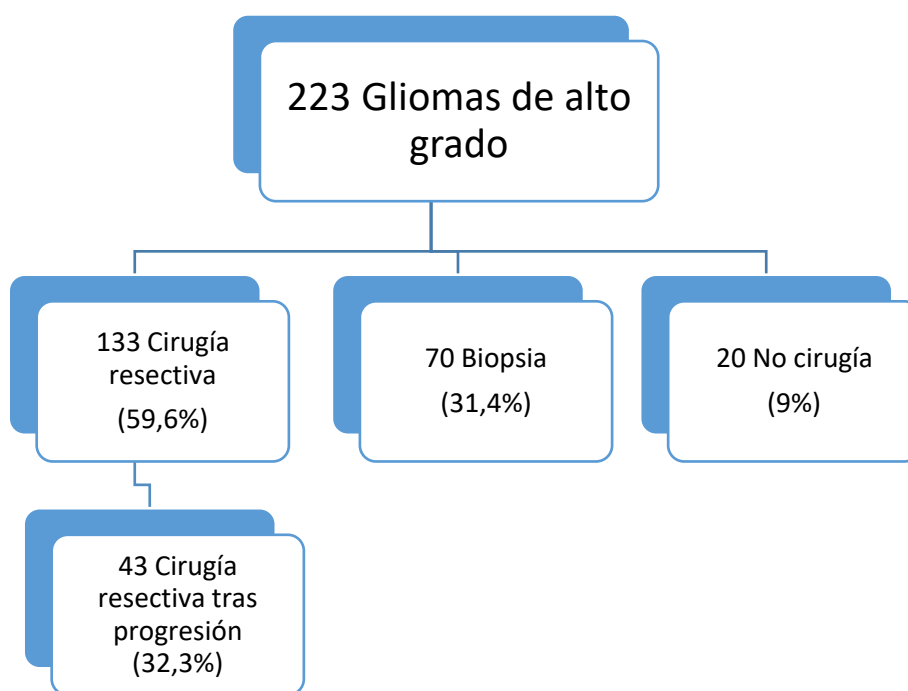 223 Gliomas de alto
grado
133 Cirugía
resectiva
(59,6%)
70 Biopsia
(31,4%)
20 No cirugía
(9%)
43 Cirugía
resectiva tras
progresión
(32,3%)